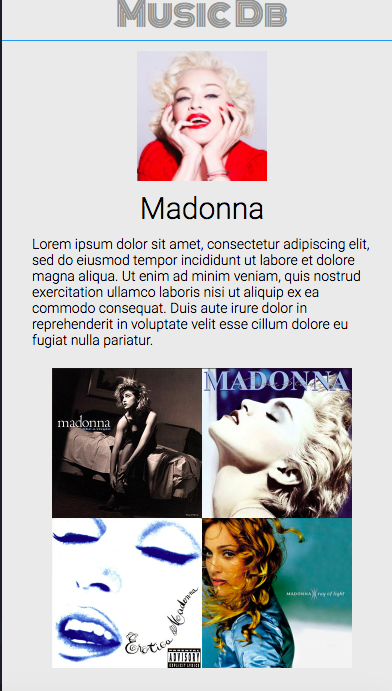 Music Db
Madonna
Lorem ipsum dolor sit amet, consectetur adipiscing elit,
sed do eiusmod tempor incididunt ut labore et dolore
magna aliqua. Ut enim ad minim veniam, quis nostrud
exercitation ullamco laboris nisi ut aliquip ex ea
commodo consequat. Duis aute irure dolor in
reprehenderit in voluptate velit esse cillum dolore eu
fugiat nulla pariatur.
madonna
MADONNA
Erotica Madonna
PARENTAL
ADVISORY
EXPLICIT LYRICS
MADONNA ray of light